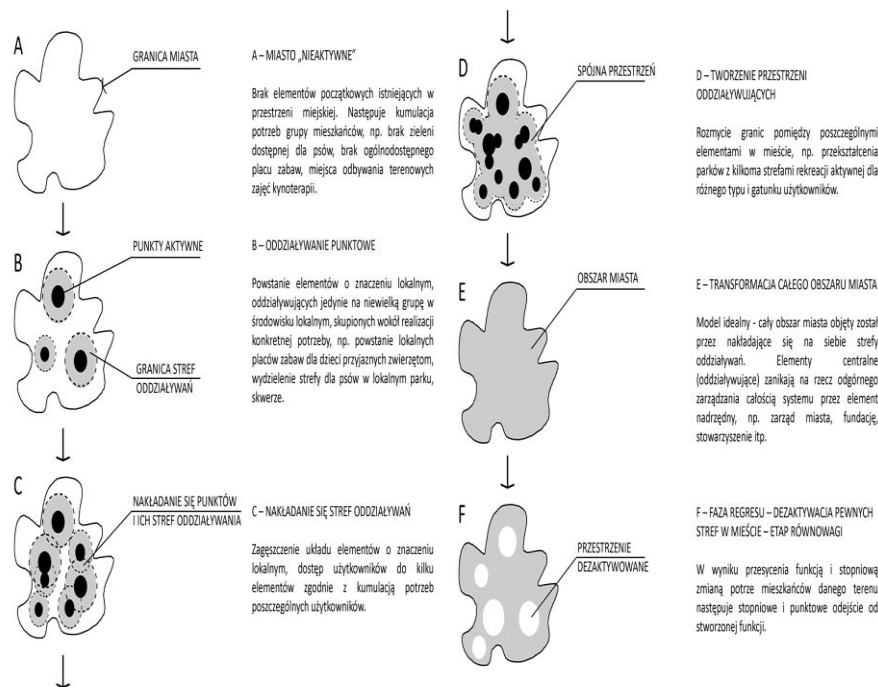 A
GRANICA MIASTA
A – MIASTO „NIEAKTYWNE”
Brak elementów początkowych istniejących w
przestrzeni miejskiej. Następuje kumulacja
potrzeb grupy mieszkańców, np. brak zieleni
dostępnej dla psów, brak ogólnodostępnego
placu zabaw, miejsca odbywania terenowych
zajęć kynoterapii.
B
PUNKTY AKTYWNE
GRANICA STREF
ODDZIAŁYWAŃ
B – ODDZIAŁYWANIE PUNKTOWE
Powstanie elementów o znaczeniu lokalnym,
oddziaływujących jedynie na niewielką grupę w
środowisku lokalnym, skupionych wokół realizacji
konkretnej potrzeby, np. powstanie lokalnych
placów zabaw dla dzieci przyjaznych zwierzętom,
wydzielenie strefy dla psów w lokalnym parku,
skwerze.
C
NAKŁADANIE SIĘ PUNKTÓW
I ICH STREF ODDZIAŁYWANIA
C – NAKŁADANIE SIĘ STREF ODDZIAŁYWAŃ
Zagęszczenie układu elementów o znaczeniu
lokalnym, dostęp użytkowników do kilku
elementów zgodnie z kumulacją potrzeb
poszczególnych użytkowników.
D
SPÓJNA PRZESTRZEŃ
D – TWORZENIE PRZESTRZENI
ODDZIAŁYWUJĄCYCH
Rozmycie granic pomiędzy poszczególnymi
elementami w mieście, np. przekształcenia
parków z kilkoma strefami rekreacji aktywnej dla
różnego typu i gatunku użytkowników.
E
OBSZAR MIASTA
E – TRANSFORMACJA CAŁEGO OBSZARU MIASTA
Model idealny - cały obszar miasta objęty został
przez nakładające się na siebie strefy
oddziaływań. Elementy centralne
(oddziaływujące) zanikają na rzecz odgórnego
zarządzania całością systemu przez element
nadrzędny, np. zarząd miasta, fundację,
stowarzyszenie itp.
F
PRZESTRZENIE
DEZAKTYWOWANE
F – FAZA REGRESU – DEZAKTYWACJA PEWNYCH
STREF W MIEŚCIE – ETAP RÓWNOWAGI
W wyniku przesycenia funkcją i stopniową
zmianą potrze mieszkańców danego terenu
następuje stopniowe i punktowe odejście od
stworzonej funkcji.